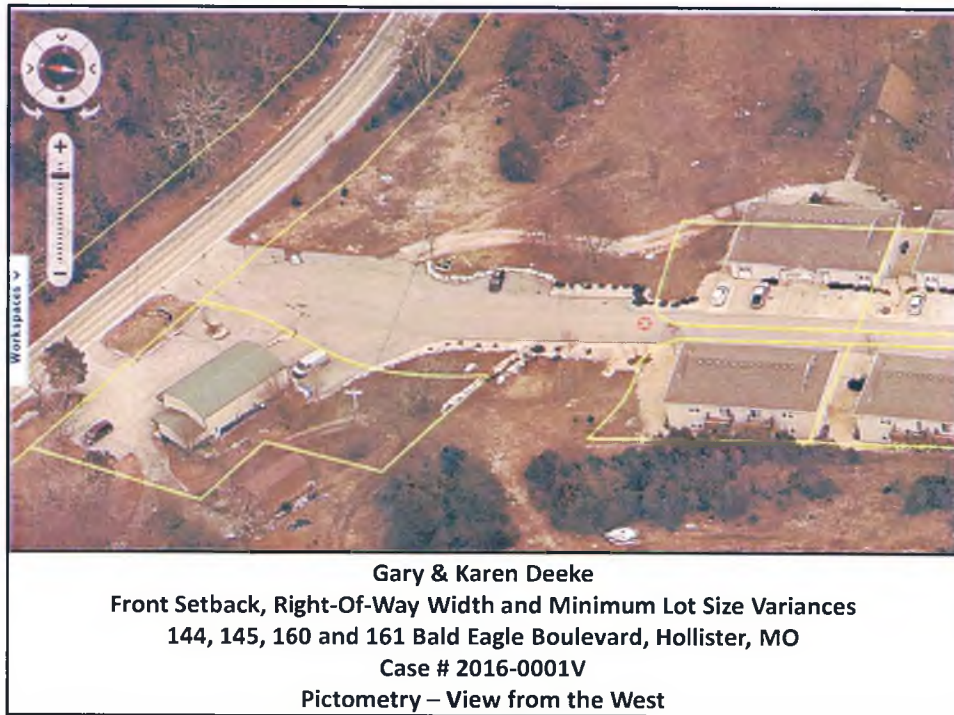 Workspaces
Gary & Karen Deeke
Front Setback, Right-Of-Way Width and Minimum Lot Size Variances
144, 145, 160 and 161 Bald Eagle Boulevard, Hollister, MO
Case # 2016-0001V
Pictometry – View from the West